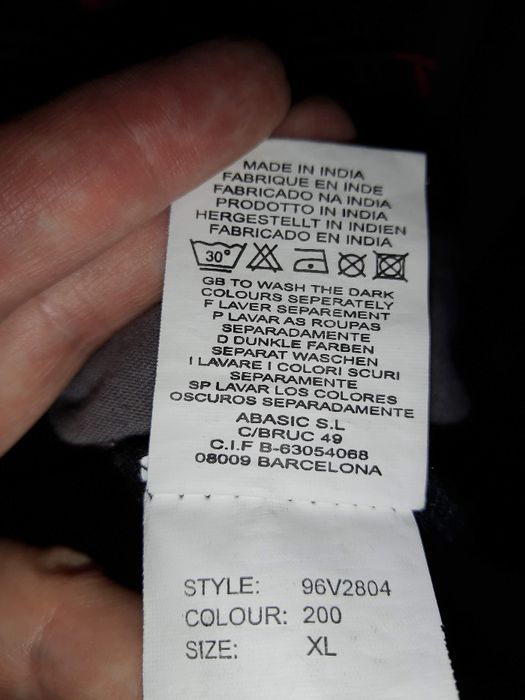 MADE IN INDIA
FABRIQUE EN INDE
FABRICADO NA INDIA
PRODOTTO IN INDIA
HERGESTELLT IN INDIEN
FABRICADO EN INDIA
30°
GB TO WASH THE DARK
COLOURS SEPERATELY
F LAVER SEPAREMENT
P LAVAR AS ROUPAS
SEPARADAMENTE
D DUNKLE FARBEN
SEPARAT WASCHEN
I LAVARE I COLORI SCURI
SEPARAMENTE
SP LAVAR LOS COLORES
OSCUROS SEPARADAMENTE
ABASIC S.L
C/BRUC 49
C.I.F B-63054068
08009 BARCELONA
STYLE: 96V2804
COLOUR: 200
SIZE: XL